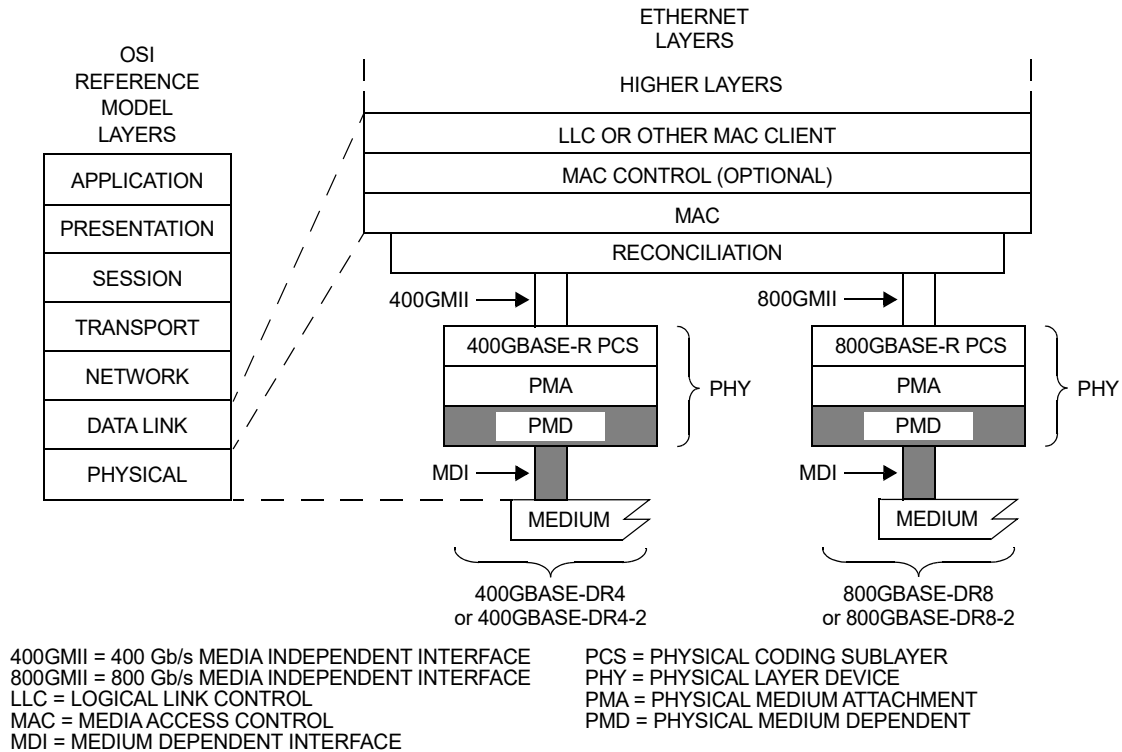 ETHERNET
LAYERS
OSI
REFERENCE
MODEL
LAYERS
HIGHER LAYERS
LLC OR OTHER MAC CLIENT
MAC CONTROL (OPTIONAL)
MAC
RECONCILIATION
APPLICATION
PRESENTATION
SESSION
TRANSPORT
NETWORK
DATA LINK
PHYSICAL
400GMII
800GMII
400GBASE-R PCS
PMA
PMD
PHY
800GBASE-R PCS
PMA
PMD
PHY
MDI
MDI
MEDIUM
MEDIUM
400GBASE-DR4
or 400GBASE-DR4-2
800GBASE-DR8
or 800GBASE-DR8-2
400GMII = 400 Gb/s MEDIA INDEPENDENT INTERFACE
800GMII = 800 Gb/s MEDIA INDEPENDENT INTERFACE
LLC = LOGICAL LINK CONTROL
MAC = MEDIA ACCESS CONTROL
MDI = MEDIUM DEPENDENT INTERFACE
PCS = PHYSICAL CODING SUBLAYER
PHY = PHYSICAL LAYER DEVICE
PMA = PHYSICAL MEDIUM ATTACHMENT
PMD = PHYSICAL MEDIUM DEPENDENT